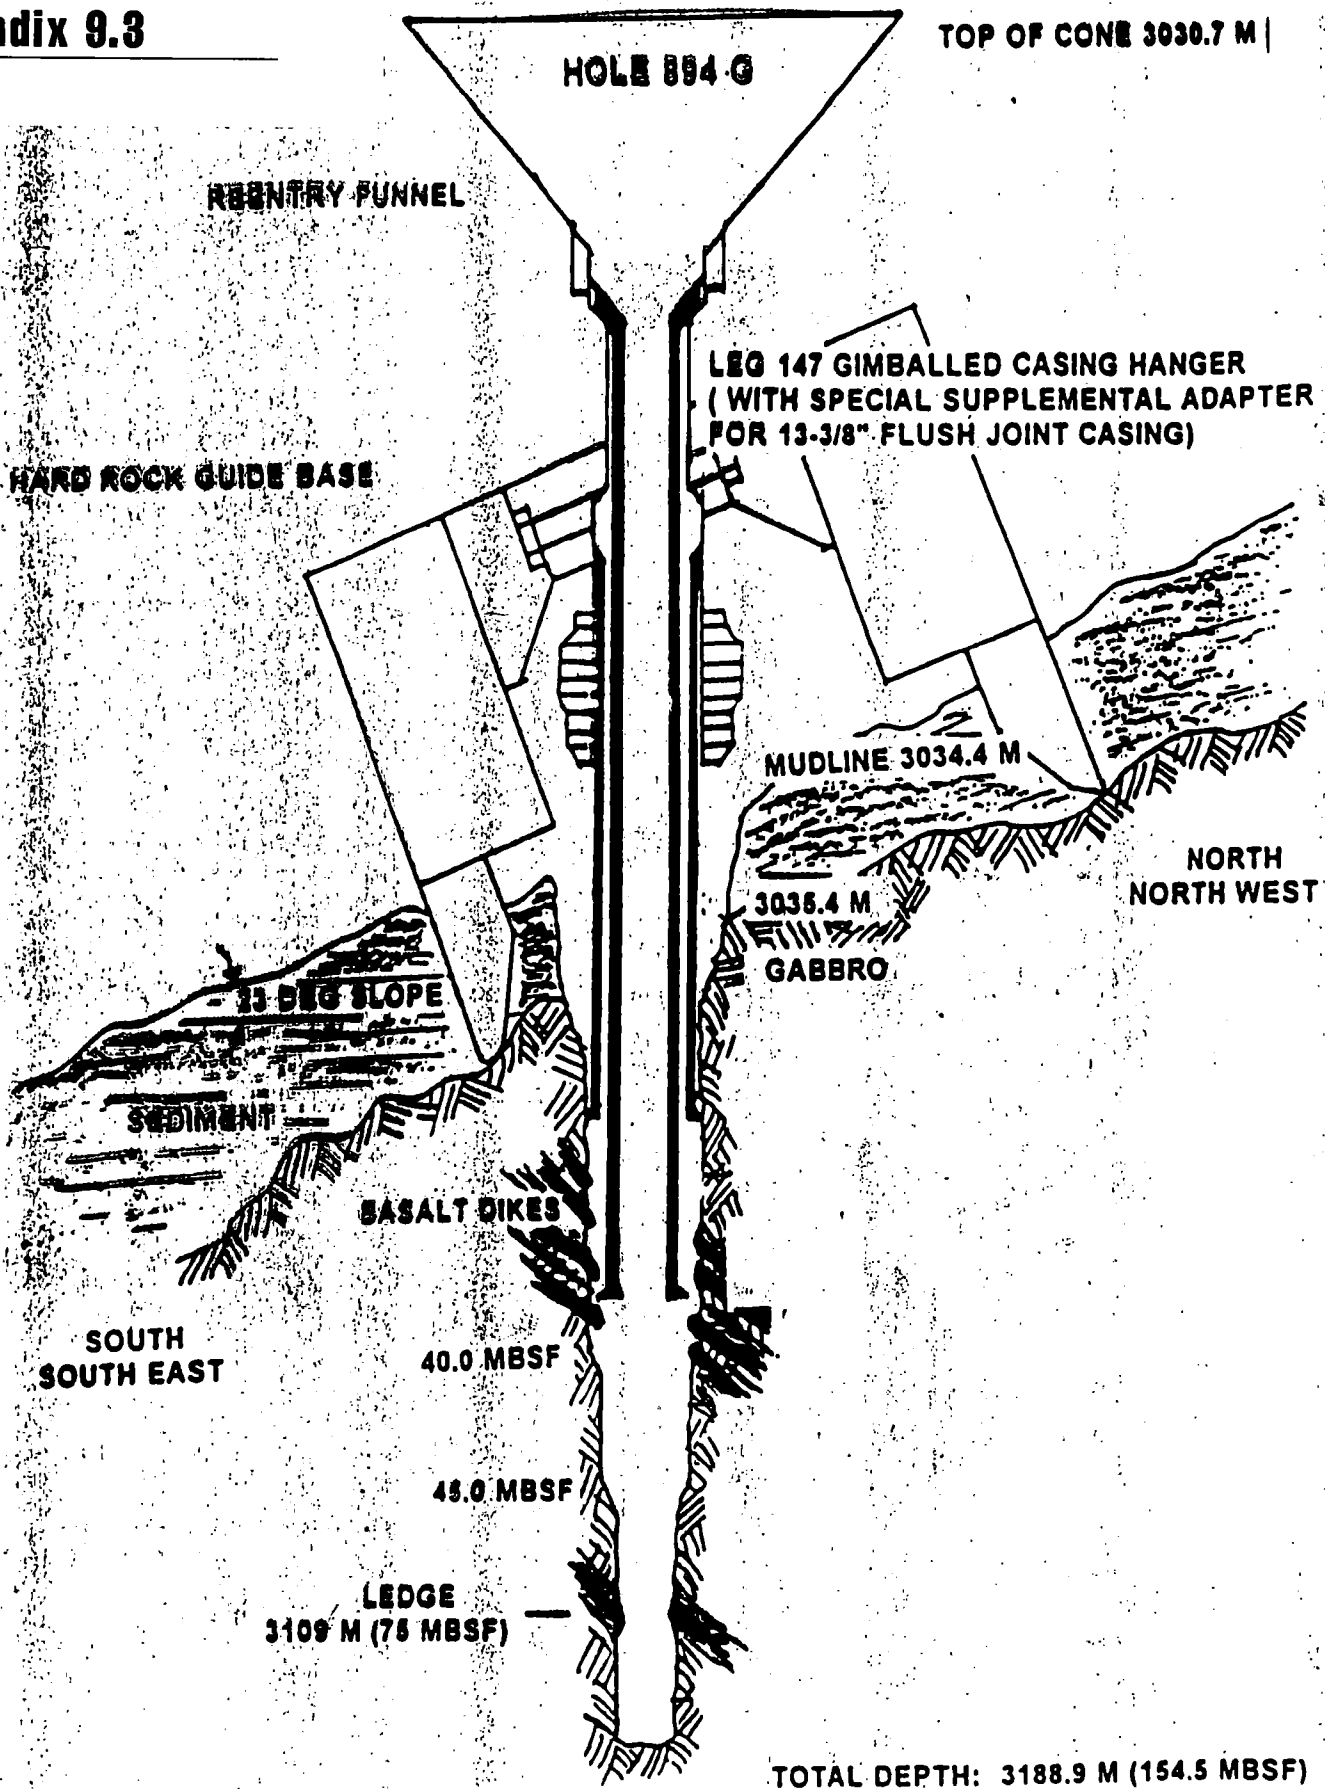 ndix 9.3
TOP OF CONE 3030.7 M
HOLE 894 G
REENTRY FUNNEL
LEG 147 GIMBALLED CASING HANGER
( WITH SPECIAL SUPPLEMENTAL ADAPTER
FOR 13-3/8" FLUSH JOINT CASING)
HARD ROCK GUIDE BASE
MUDLINE 3034.4 M
NORTH
NORTH WEST
3035.4 M
GABBRO
23 DEG SLOPE
SEDIMENT
BASALT DIKES
SOUTH
SOUTH EAST
40.0 MBSF
45.0 MBSF
LEDGE
3109 M (75 MBSF)
TOTAL DEPTH: 3188.9 M (154.5 MBSF)